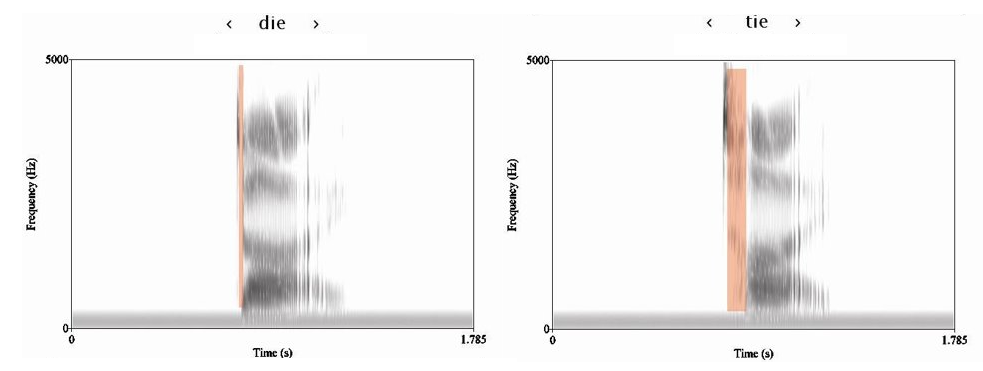 ‹ die ›
5000
Frequency (Hz)
0
0
1.785
Time (s)
‹ tie ›
5000
Frequency (Hz)
0
0
1.785
Time (s)